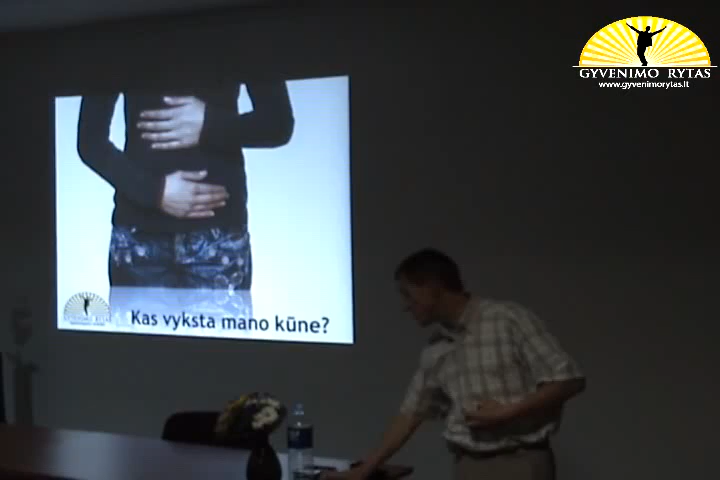 GYVENIMO RYTAS
www.gyvenimorytas.lt
Kas vyksta mano kūne?